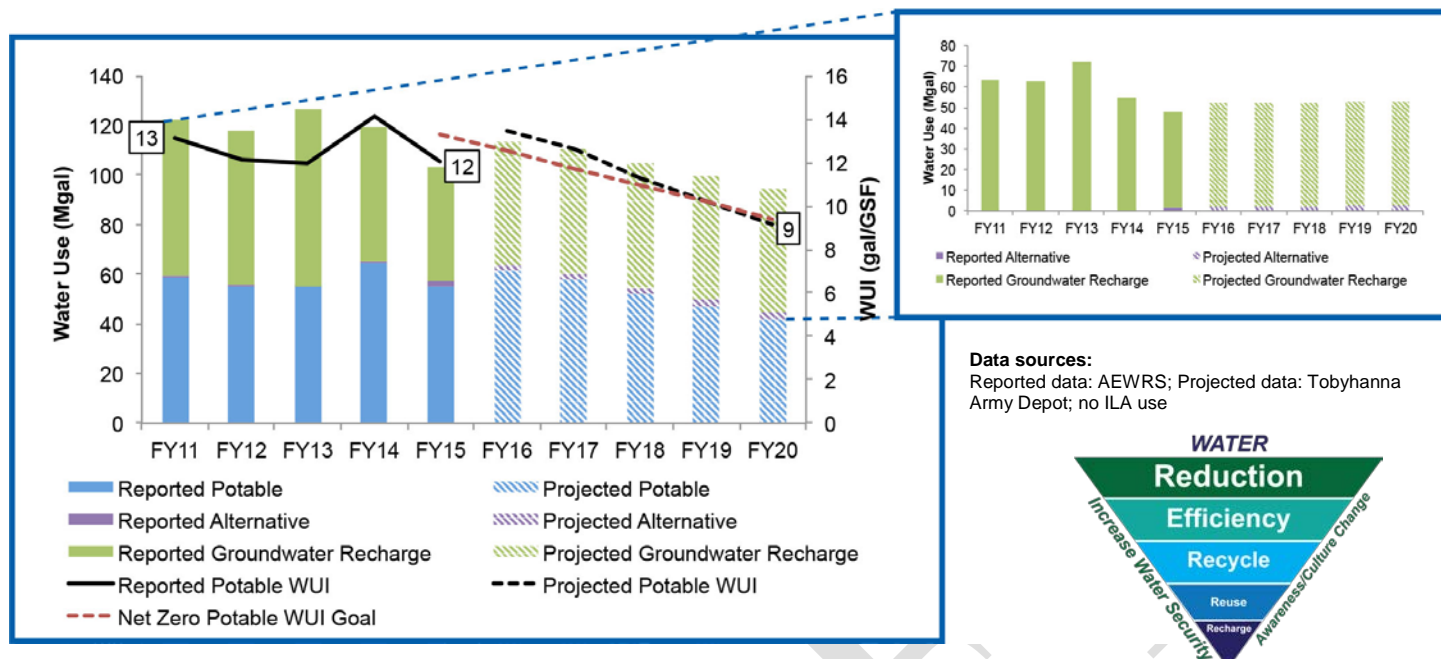 140
120
100
80
60
40
20
0
Water Use (Mgal)
16
14
12
10
8
6
4
2
0
WUI (gal/GSF)
13
12
9
FY11 FY12 FY13 FY14 FY15 FY16 FY17 FY18 FY19 FY20
Reported Potable
Projected Potable
Reported Alternative
Projected Alternative
Reported Groundwater Recharge
Projected Groundwater Recharge
Reported Potable WUI
Projected Potable WUI
Net Zero Potable WUI Goal
80
70
60
50
40
30
20
10
0
Water Use (Mgal)
FY11 FY12 FY13 FY14 FY15 FY16 FY17 FY18 FY19 FY20
Reported Alternative
Projected Alternative
Reported Groundwater Recharge
Projected Groundwater Recharge
Data sources:
Reported data: AEWRS; Projected data: Tobyhanna
Army Depot; no ILA use
WATER
Reduction
Efficiency
Recycle
Reuse
Recharge
Increase Water Security
Awareness/Culture Change